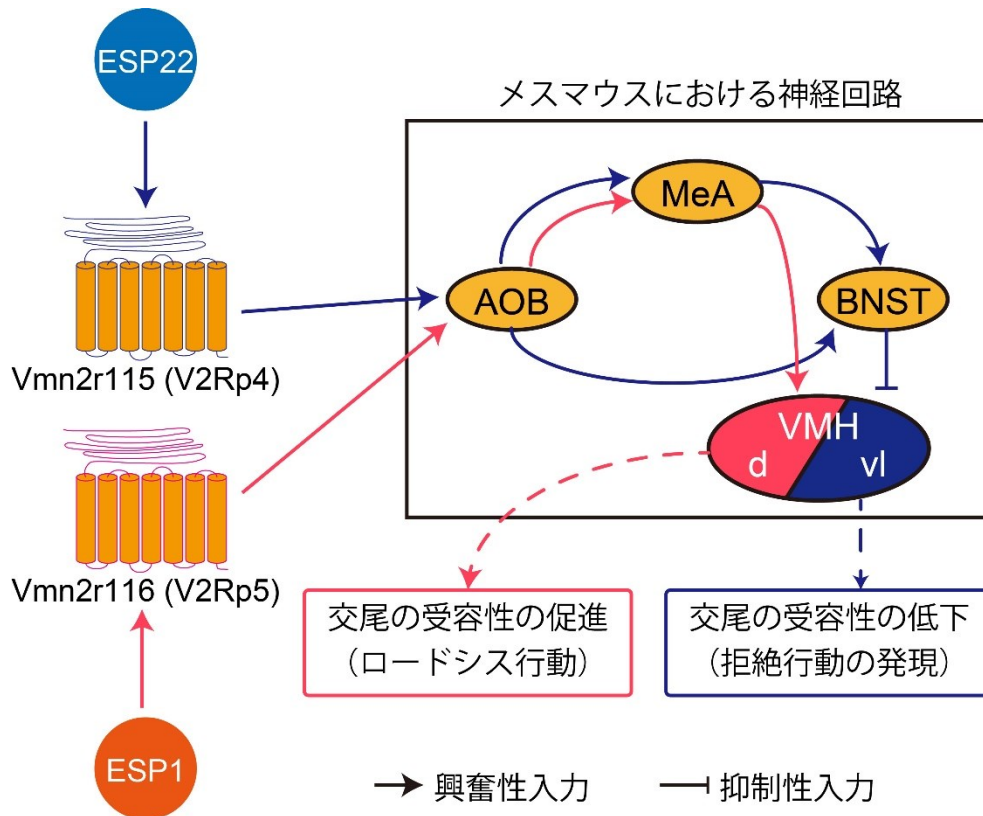 ESP22
メスマウスにおける神経回路
MeA
AOB
BNST
Vmn2r115 (V2Rp4)
VMH
d
vl
Vmn2r116 (V2Rp5)
交尾の受容性の促進
（ロードシス行動）
交尾の受容性の低下
（拒絶行動の発現）
ESP1
興奮性入力
抑制性入力